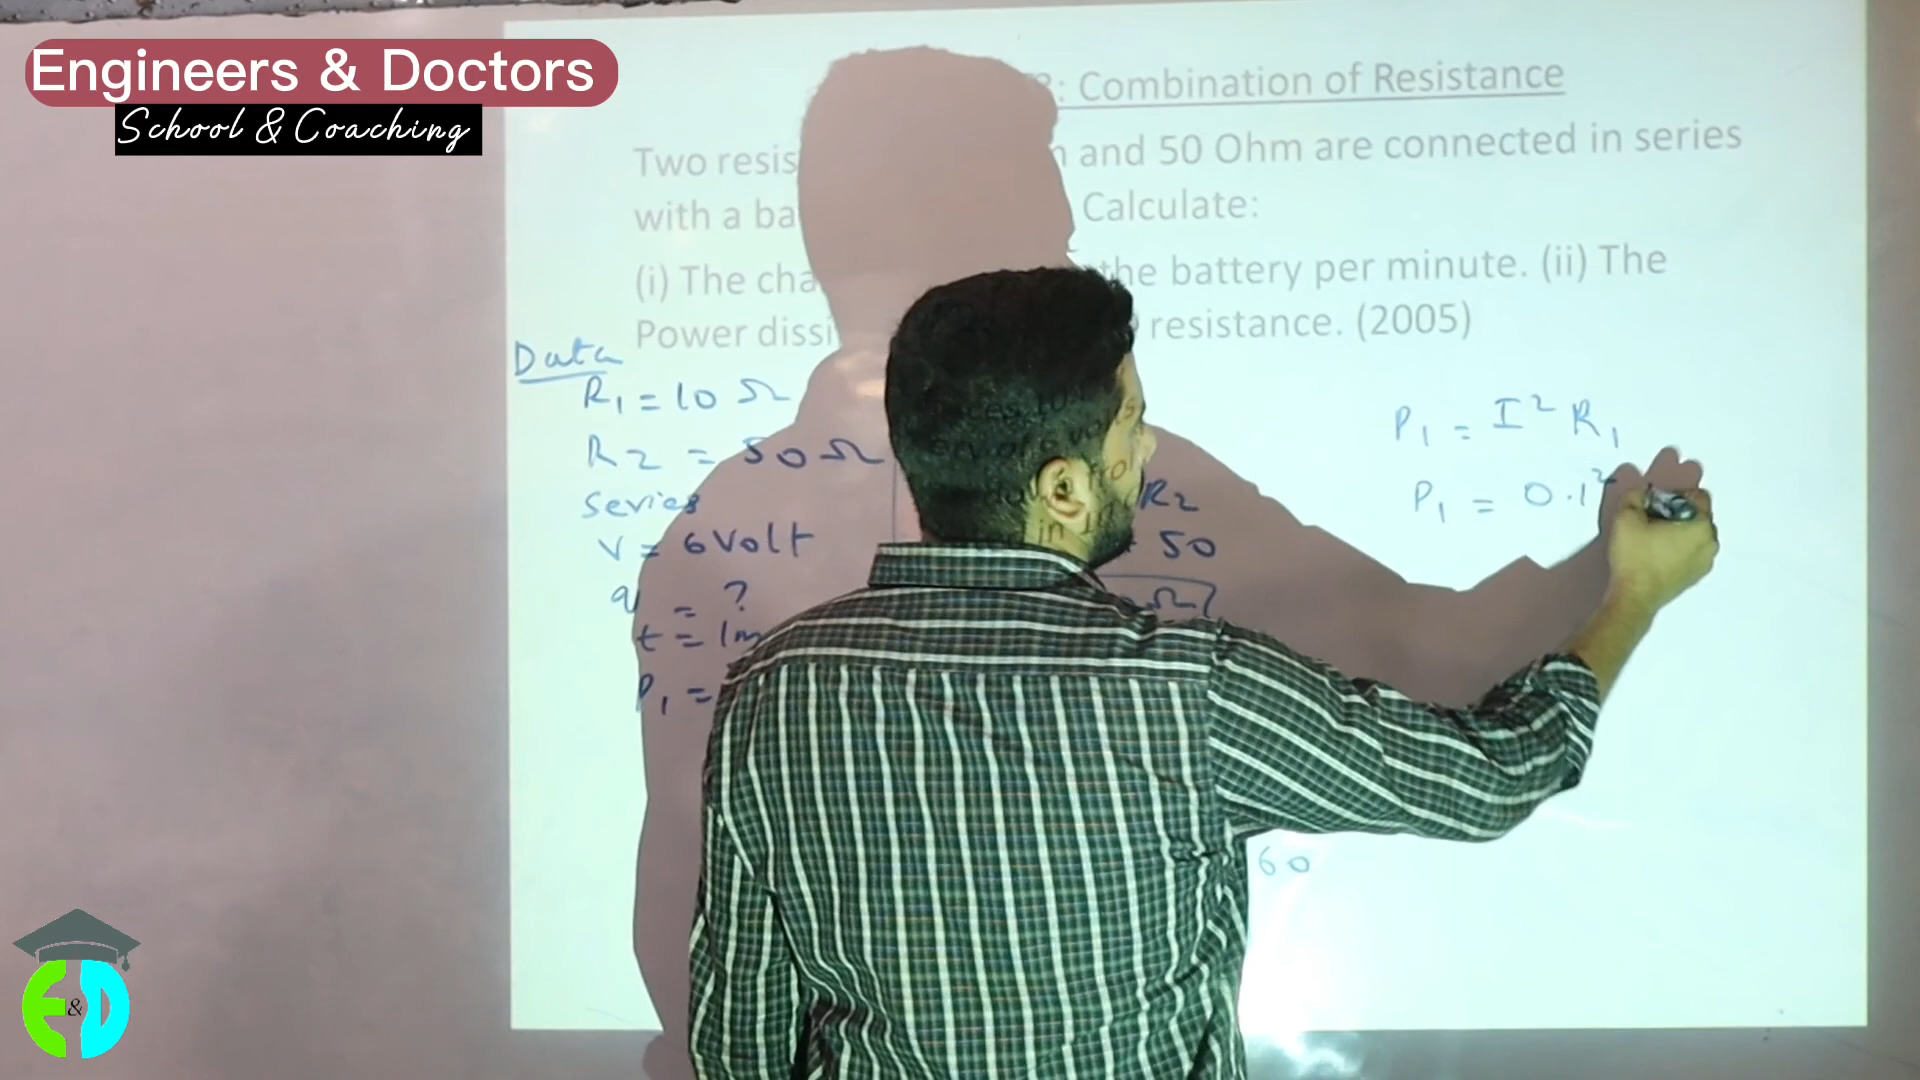 Engineers & Doctors
School & Coaching
: Combination of Resistance
Two resis and 50 Ohm are connected in series
with a ba Calculate:
(i) The cha the battery per minute. (ii) The
Power dissi resistance. (2005)
Data
R1 = 10 Ω
R2 = 50 Ω
Series
V = 6 Volt
q = ?
t = 1m
P1 =
R2
50
Ω
60
P1 = I² R1
P1 = 0.1²
E & D